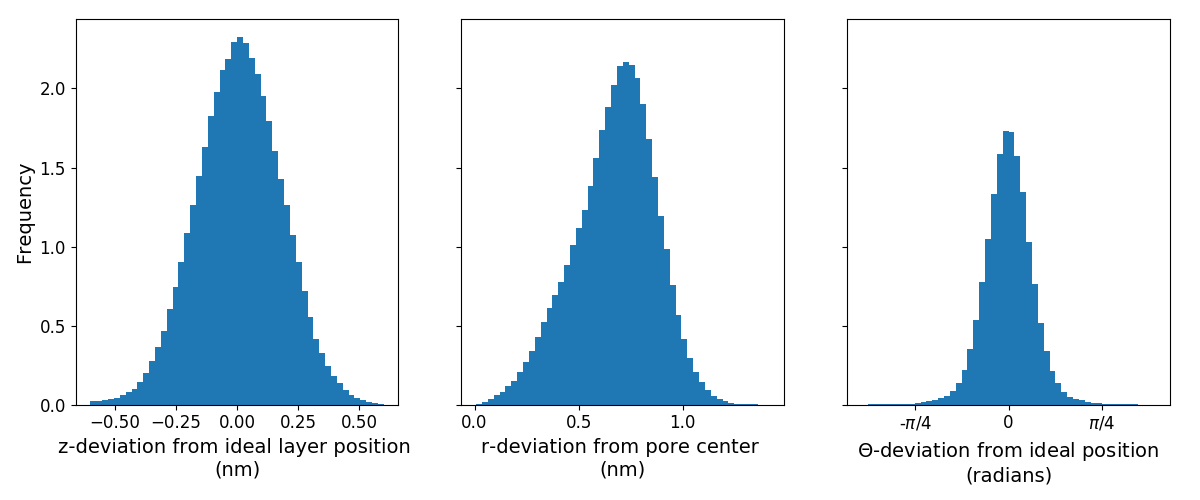 Frequency
2.0
1.5
1.0
0.5
0.0
−0.50 −0.25 0.00 0.25 0.50
z-deviation from ideal layer position
(nm)
0.0 0.5 1.0
r-deviation from pore center
(nm)
-π/4 0 π/4
Θ-deviation from ideal position
(radians)